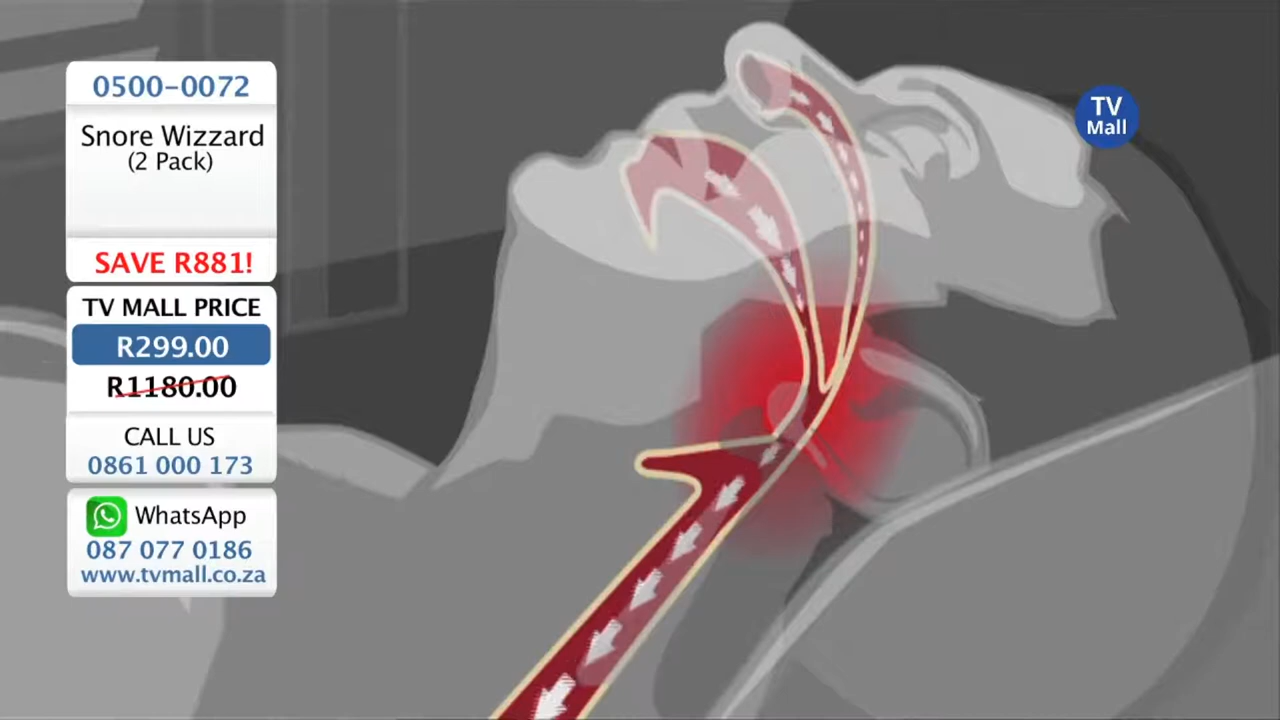 0500-0072
Snore Wizzard
(2 Pack)
SAVE R881!
TV MALL PRICE
R299.00
R1180.00
CALL US
0861 000 173
WhatsApp
087 077 0186
www.tvmall.co.za
TV
Mall